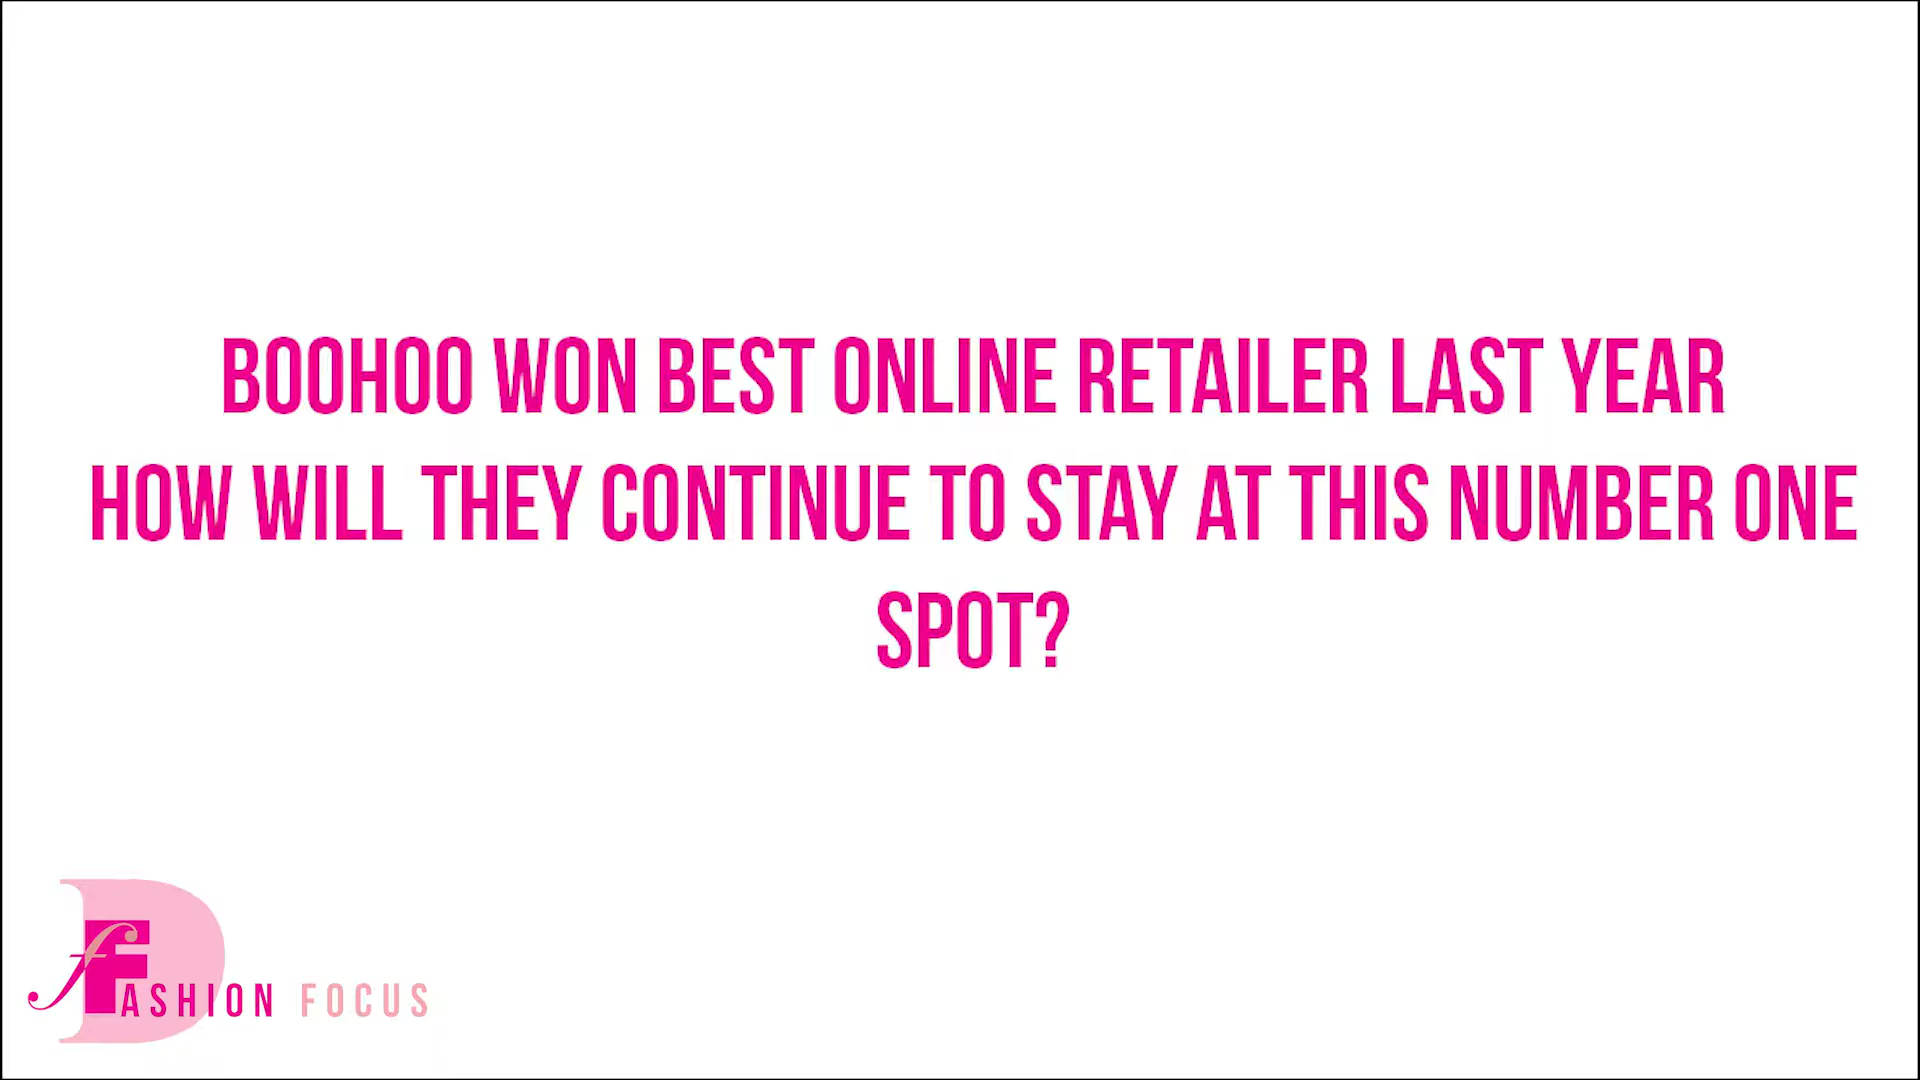 BOOHOO WON BEST ONLINE RETAILER LAST YEAR
HOW WILL THEY CONTINUE TO STAY AT THIS NUMBER ONE
SPOT?
FASHION FOCUS